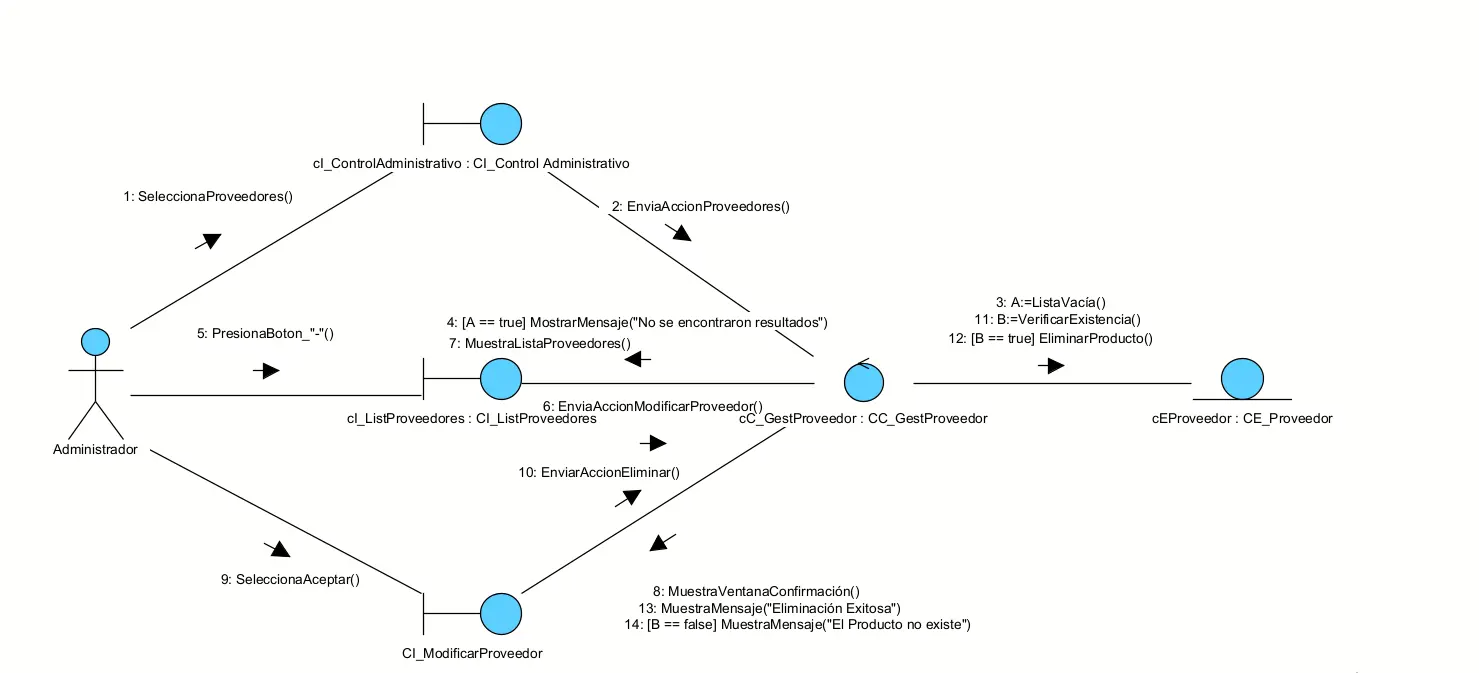 cI_ControlAdministrativo : CI_Control Administrativo
1: SeleccionaProveedores()
2: EnviaAccionProveedores()
3: A:=ListaVacía()
11: B:=VerificarExistencia()
12: [B == true] EliminarProducto()
4: [A == true] MostrarMensaje("No se encontraron resultados")
7: MuestraListaProveedores()
5: PresionaBoton_"-"()
6: EnviaAccionModificarProveedor()
cI_ListProveedores : CI_ListProveedores
cC_GestProveedor : CC_GestProveedor
cEProveedor : CE_Proveedor
Administrador
10: EnviarAccionEliminar()
9: SeleccionaAceptar()
8: MuestraVentanaConfirmación()
13: MuestraMensaje("Eliminación Exitosa")
14: [B == false] MuestraMensaje("El Producto no existe")
CI_ModificarProveedor